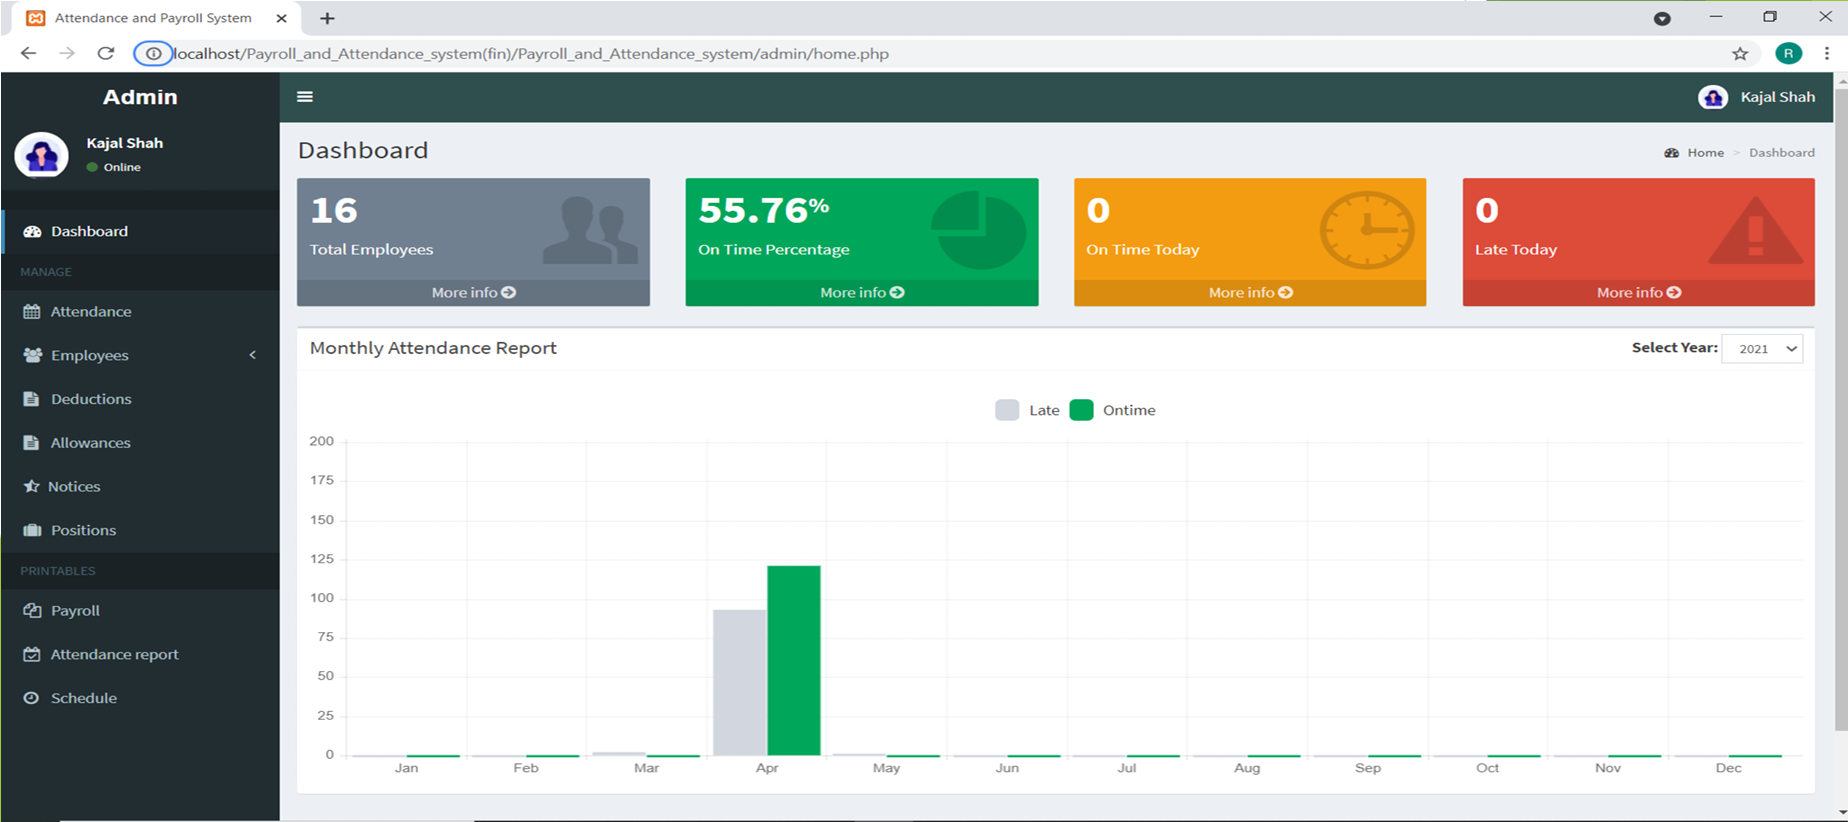 Attendance and Payroll System
localhost/Payroll_and_Attendance_system(fin)/Payroll_and_Attendance_system/admin/home.php
R
Admin
Kajal Shah
Kajal Shah
Online
Dashboard
MANAGE
Attendance
Employees
Deductions
Allowances
Notices
Positions
PRINTABLES
Payroll
Attendance report
Schedule
Dashboard
Home > Dashboard
16
Total Employees
More info
55.76%
On Time Percentage
More info
0
On Time Today
More info
0
Late Today
More info
Monthly Attendance Report
Select Year: 2021
Late Ontime
200
175
150
125
100
75
50
25
0
Jan Feb Mar Apr May Jun Jul Aug Sep Oct Nov Dec